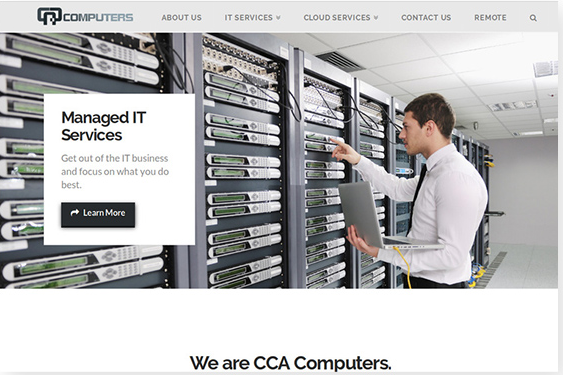 CCA COMPUTERS
ABOUT US
IT SERVICES
CLOUD SERVICES
CONTACT US
REMOTE
Managed IT
Services
Get out of the IT business
and focus on what you do
best.
Learn More
We are CCA Computers.